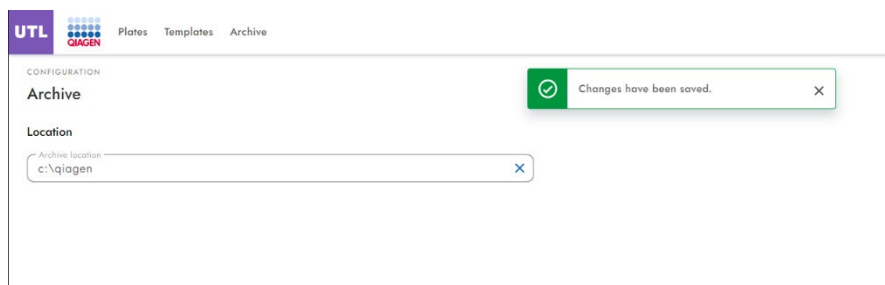 UTL QIAGEN Plates Templates Archive
CONFIGURATION
Archive
Changes have been saved.
Location
Archive location
c:\qiagen